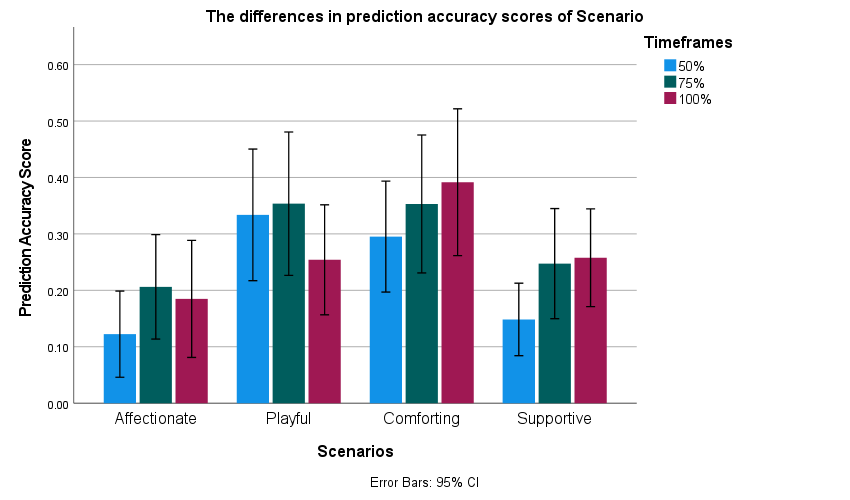 The differences in prediction accuracy scores of Scenario
Timeframes
50%
75%
100%
Prediction Accuracy Score
0.60
0.50
0.40
0.30
0.20
0.10
0.00
Affectionate Playful Comforting Supportive
Scenarios
Error Bars: 95% CI